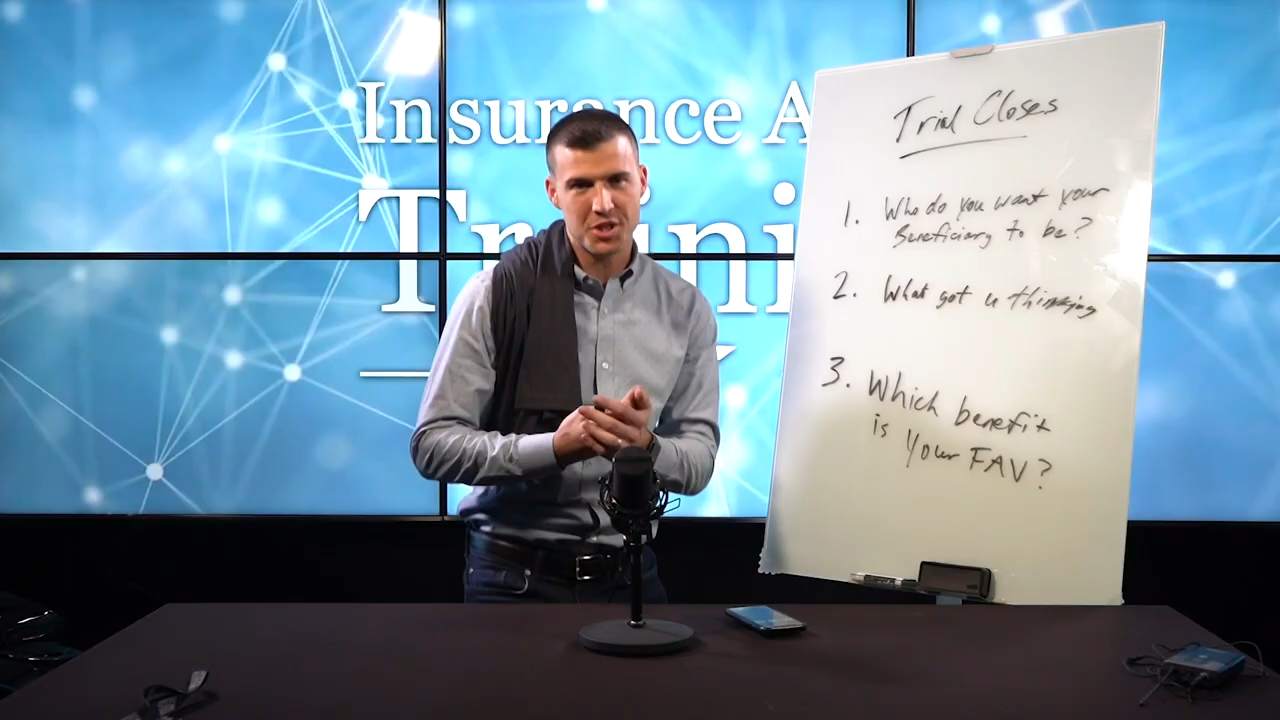 Insurance A
Traini
Trial Closes
1. Who do you want your
Beneficiary to be?
2. What got u thinking
3. Which benefit
is your FAV?